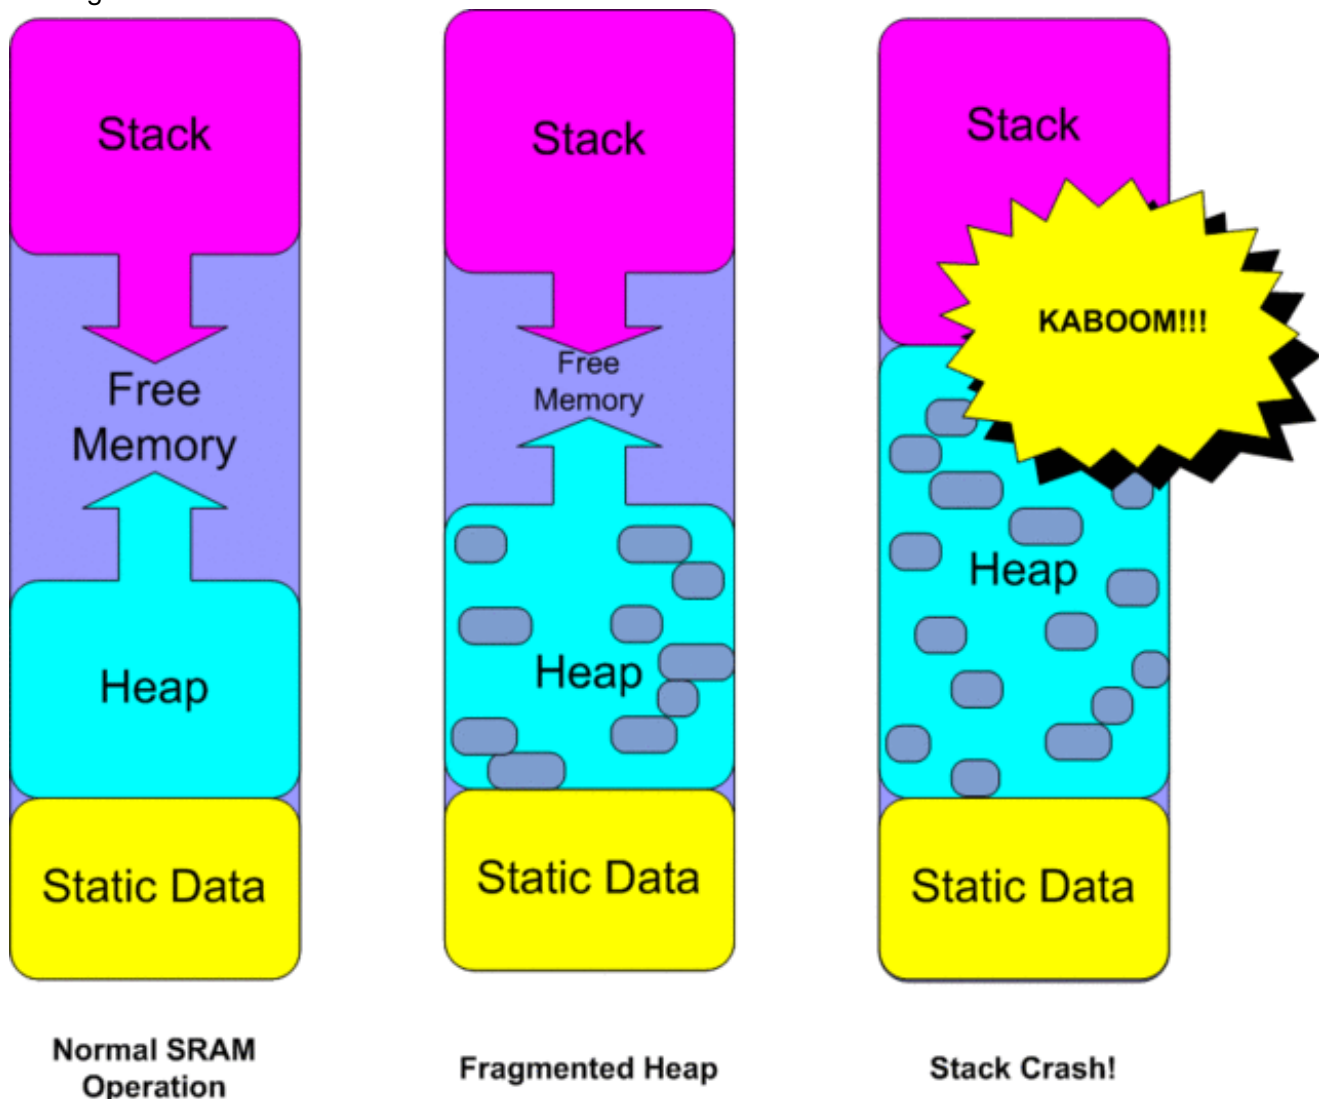 Stack
Free
Memory
Heap
Static Data
Normal SRAM
Operation
Stack
Free
Memory
Heap
Static Data
Fragmented Heap
Stack
KABOOM!!!
Heap
Static Data
Stack Crash!